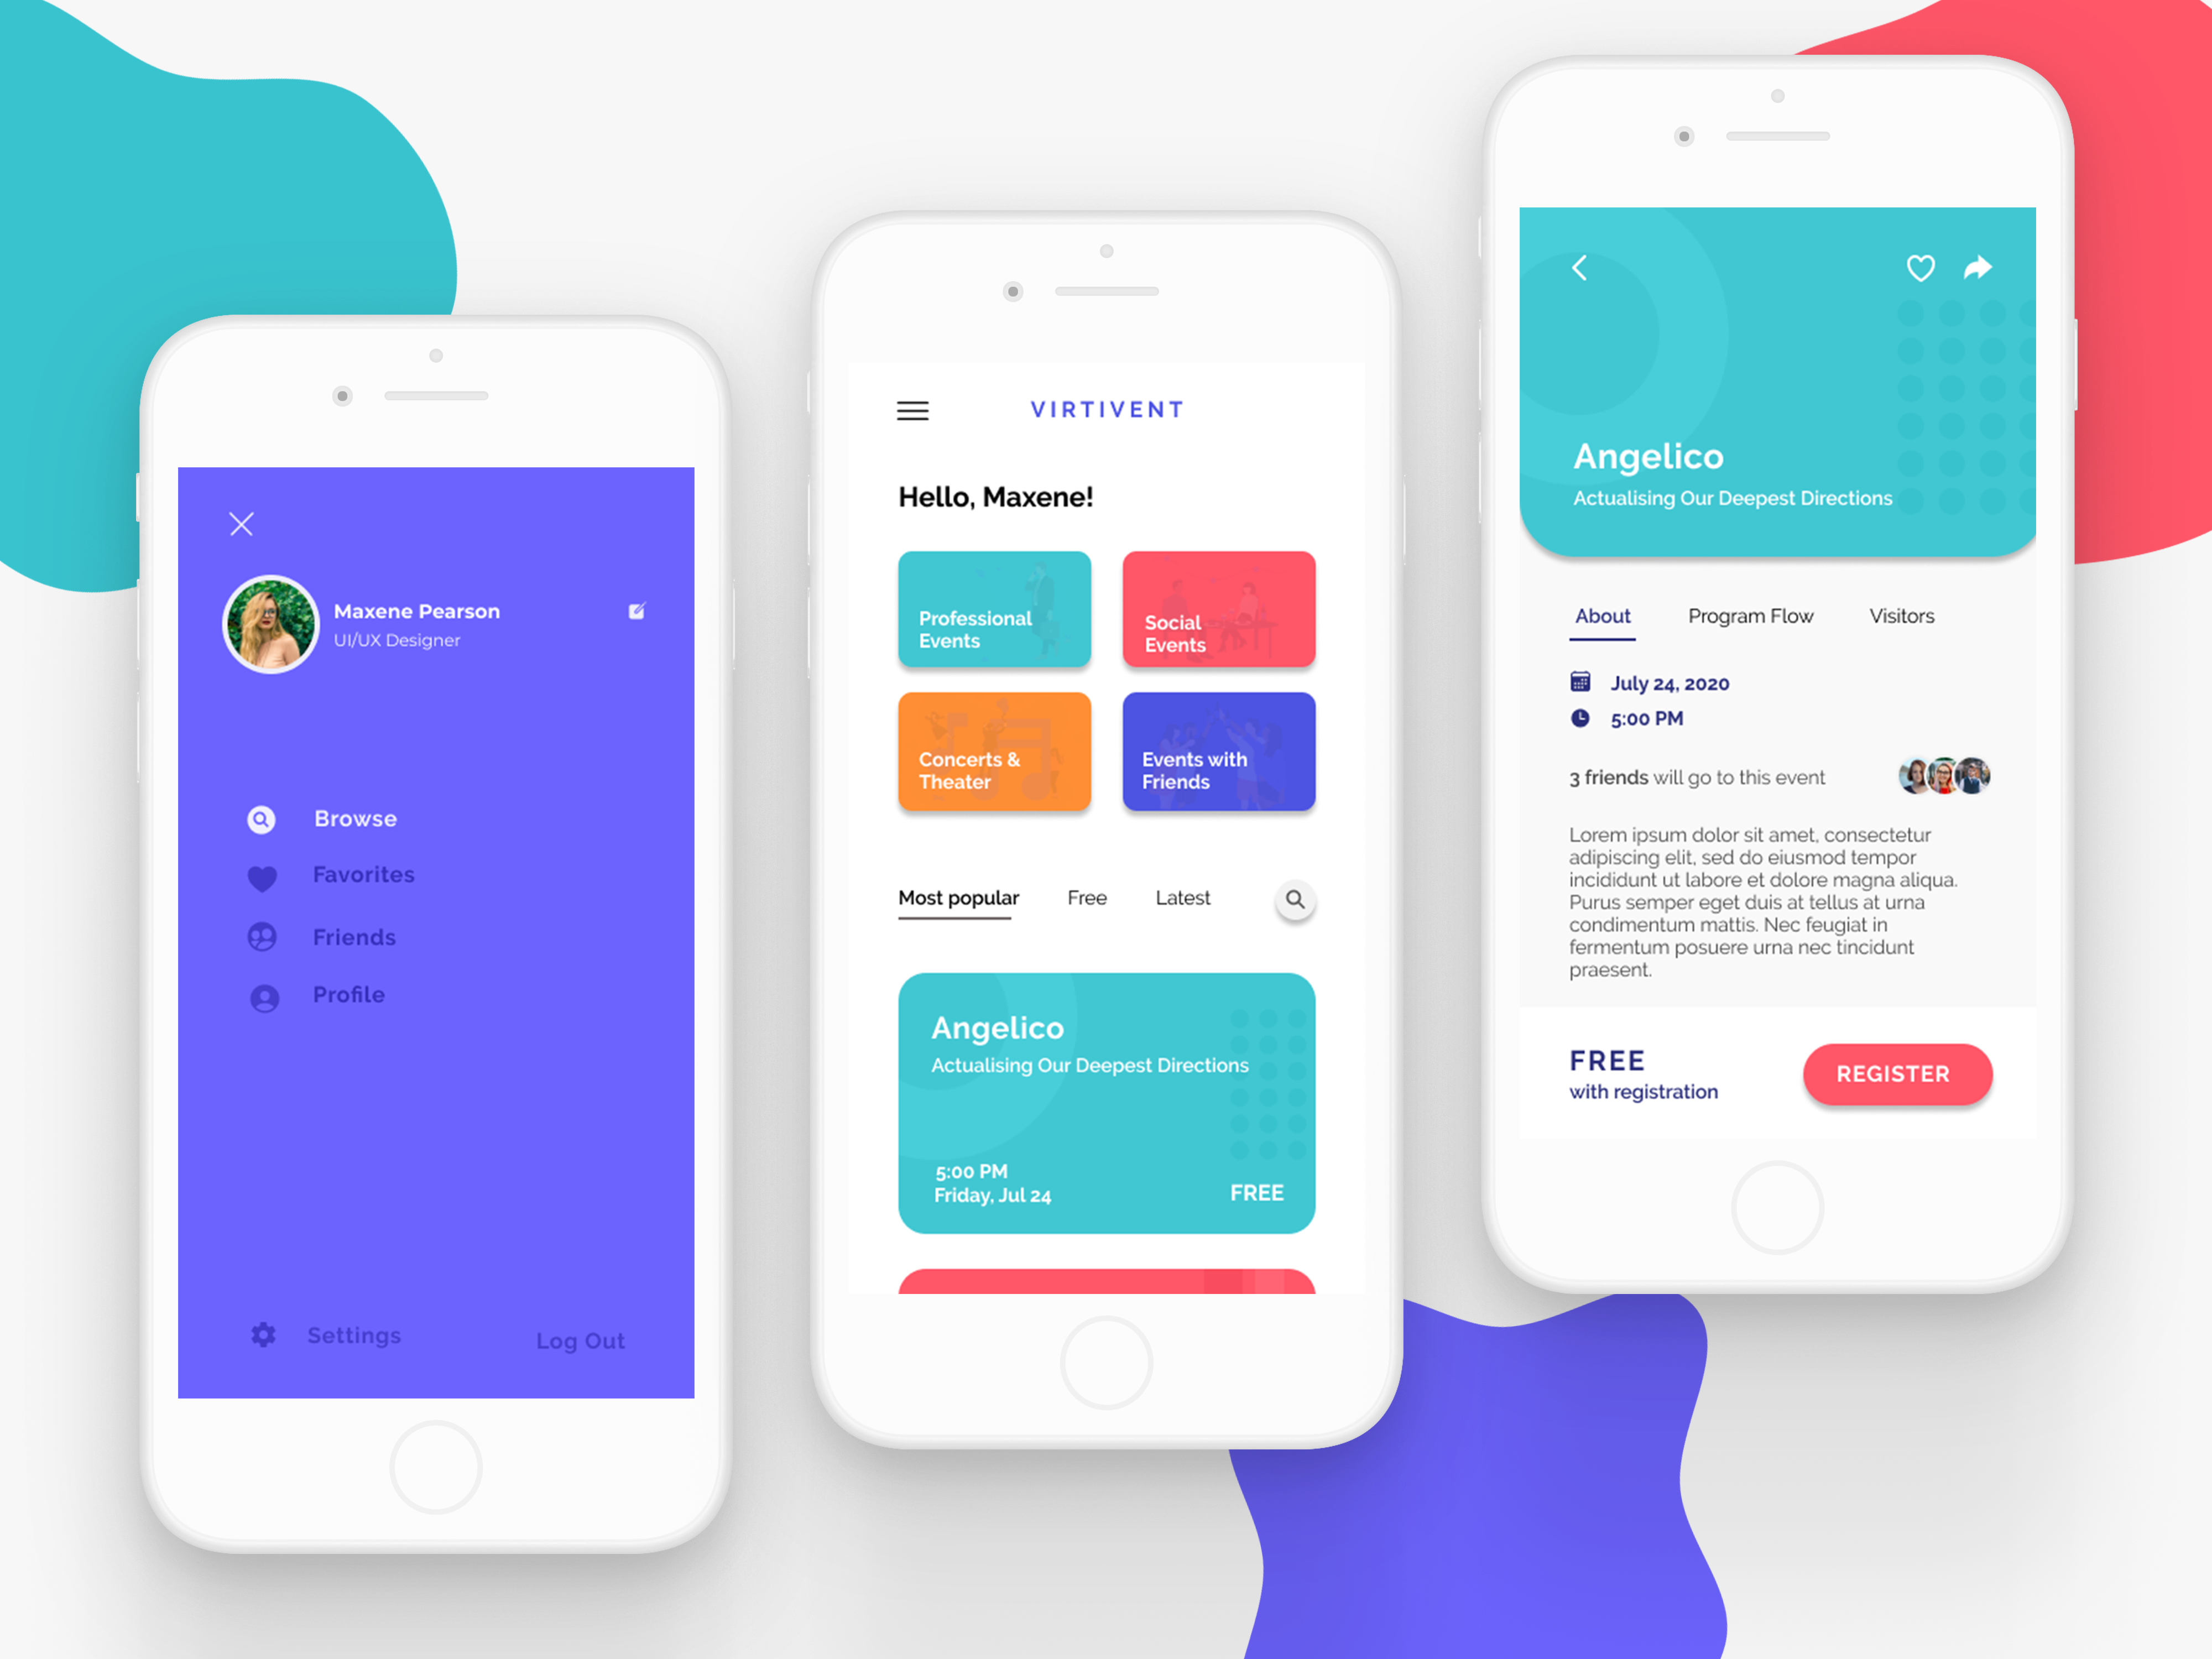 Maxene Pearson
UI/UX Designer
Browse
Favorites
Friends
Profile
Settings
Log Out
VIRTIVENT
Hello, Maxene!
Professional
Events
Social
Events
Concerts &
Theater
Events with
Friends
Most popular
Free
Latest
Angelico
Actualising Our Deepest Directions
5:00 PM
Friday, Jul 24
FREE
Angelico
Actualising Our Deepest Directions
About
Program Flow
Visitors
July 24, 2020
5:00 PM
3 friends will go to this event
Lorem ipsum dolor sit amet, consectetur
adipiscing elit, sed do eiusmod tempor
incididunt ut labore et dolore magna aliqua.
Purus semper eget duis at tellus at urna
condimentum mattis. Nec feugiat in
fermentum posuere urna nec tincidunt
praesent.
FREE
with registration
REGISTER